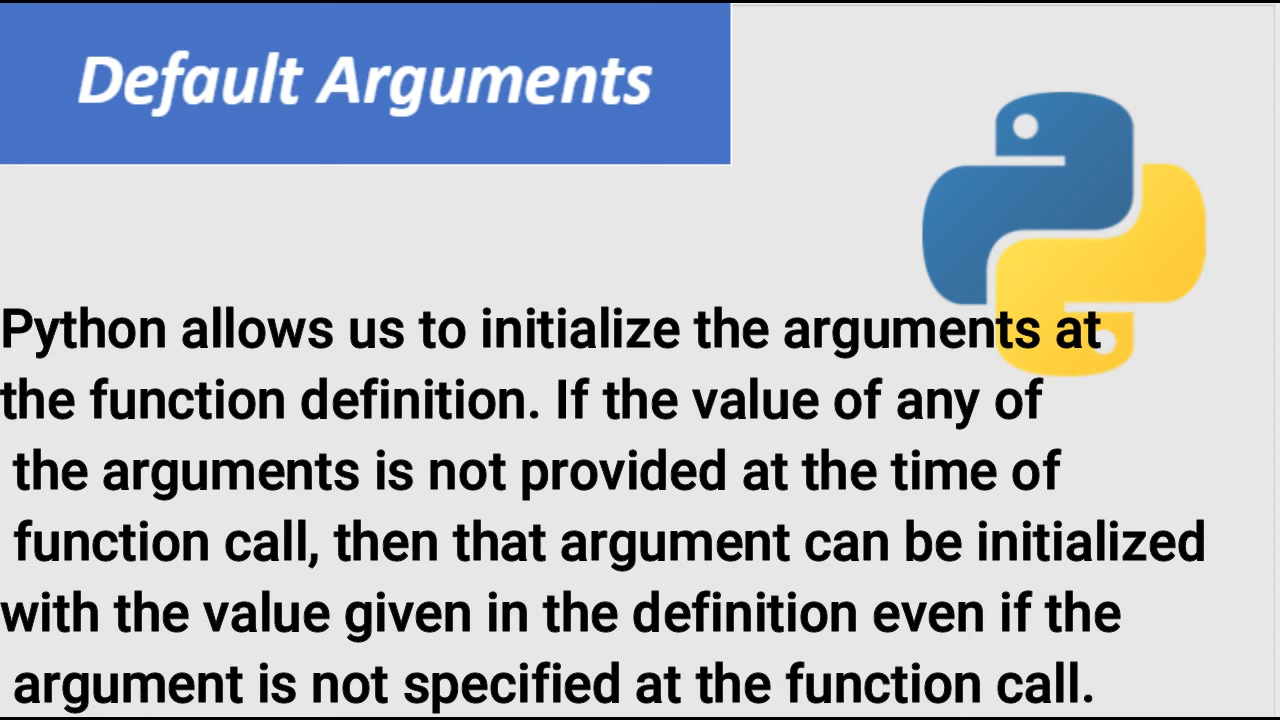 Default Arguments
Python allows us to initialize the arguments at
the function definition. If the value of any of
the arguments is not provided at the time of
function call, then that argument can be initialized
with the value given in the definition even if the
argument is not specified at the function call.